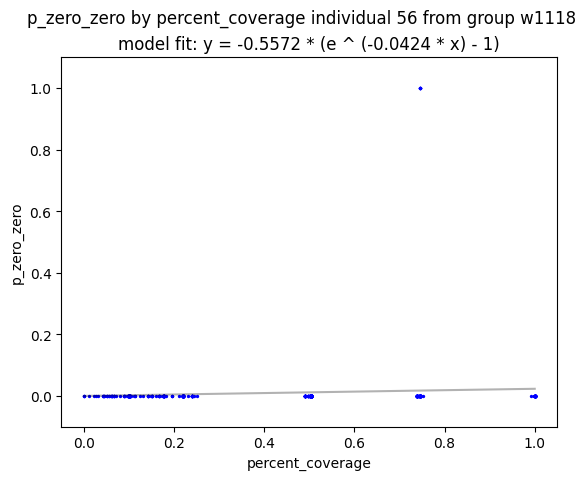 p_zero_zero by percent_coverage individual 56 from group w1118
model fit: y = -0.5572 * (e ^ (-0.0424 * x) - 1)
1.0
0.8
0.6
0.4
0.2
0.0
p_zero_zero
0.0 0.2 0.4 0.6 0.8 1.0
percent_coverage